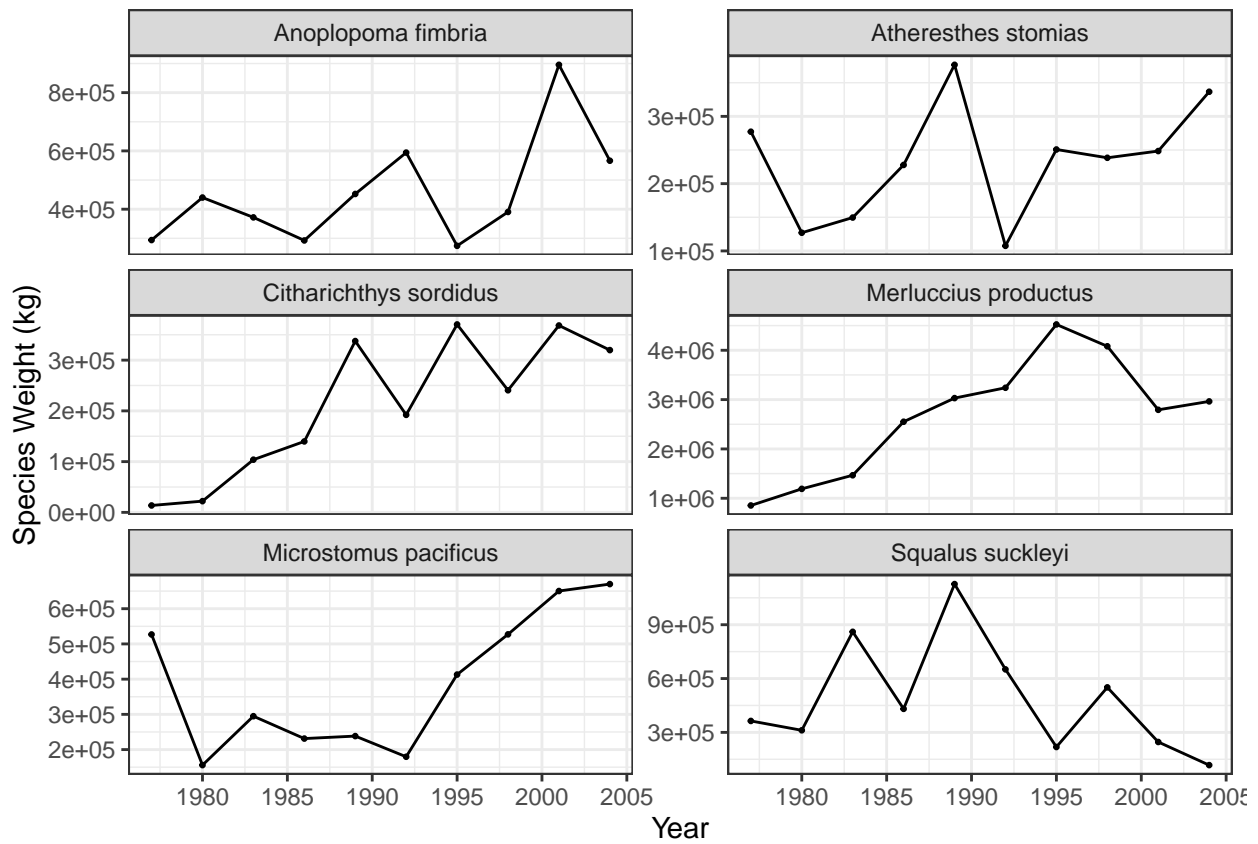 Anoplopoma fimbria
Atheresthes stomias
8e+05
6e+05
4e+05
3e+05
2e+05
1e+05
Citharichthys sordidus
Merluccius productus
3e+05
2e+05
1e+05
0e+00
4e+06
3e+06
2e+06
1e+06
Microstomus pacificus
Squalus suckleyi
6e+05
5e+05
4e+05
3e+05
2e+05
9e+05
6e+05
3e+05
1980 1985 1990 1995 2000 2005
1980 1985 1990 1995 2000 2005
Year
Species Weight (kg)